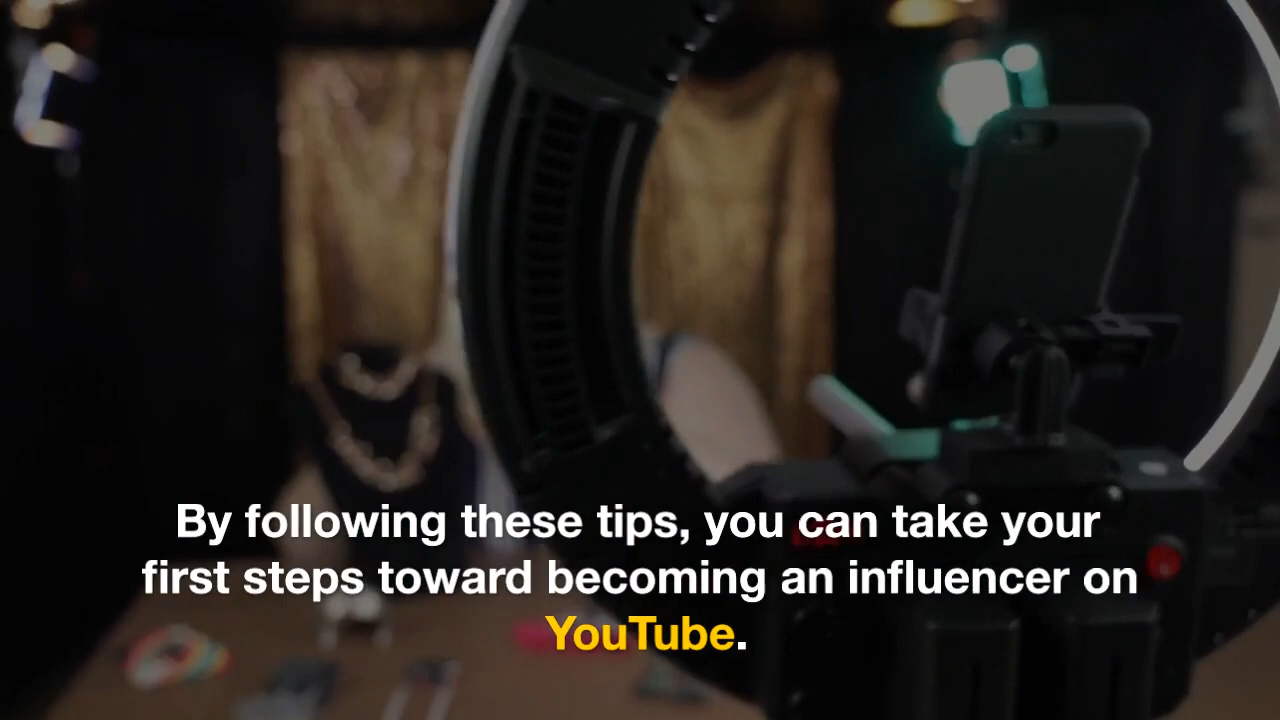 By following these tips, you can take your
first steps toward becoming an influencer on
YouTube.